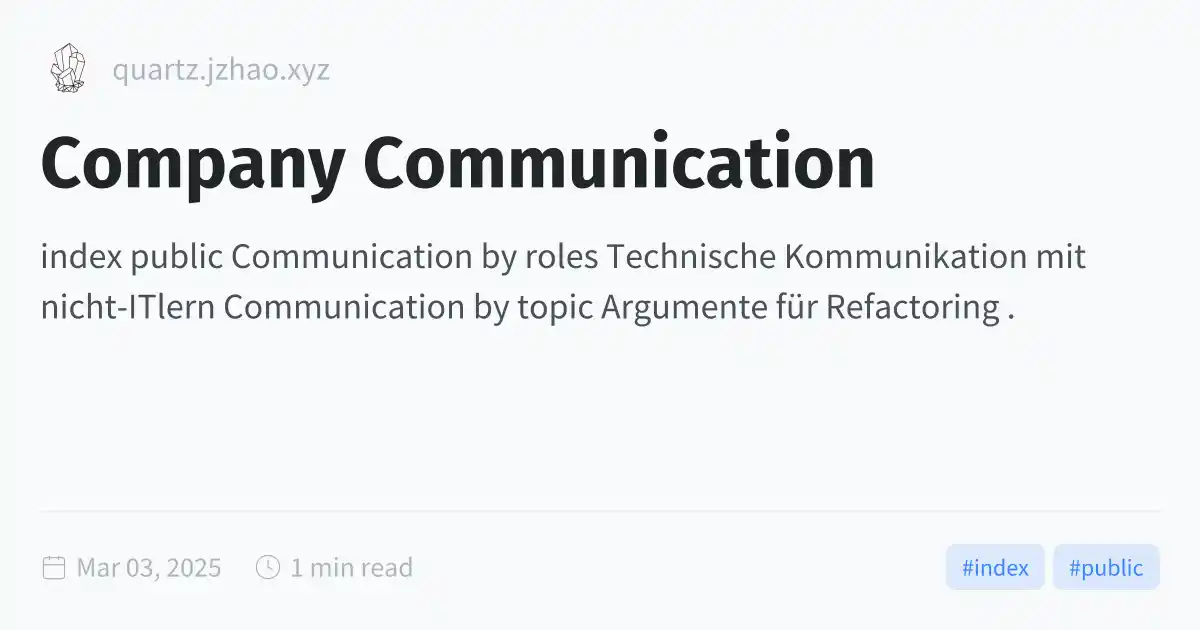 quartz.jzhao.xyz
Company Communication
index public Communication by roles Technische Kommunikation mit
nicht-ITlern Communication by topic Argumente für Refactoring .
Mar 03, 2025 1 min read #index #public